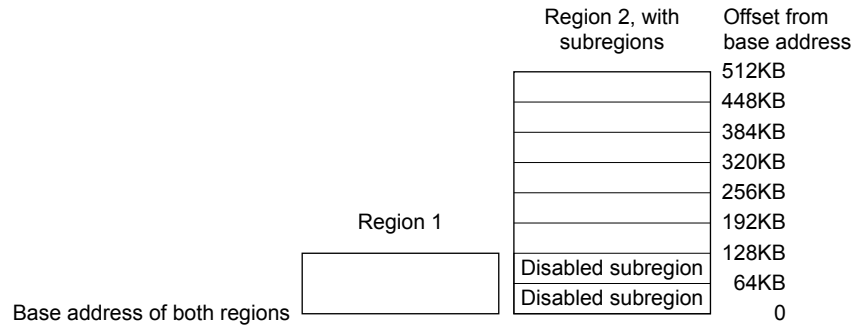 Region 2, with
subregions
Offset from
base address
512KB
448KB
384KB
320KB
256KB
Region 1
192KB
128KB
Disabled subregion
64KB
Disabled subregion
Base address of both regions
0